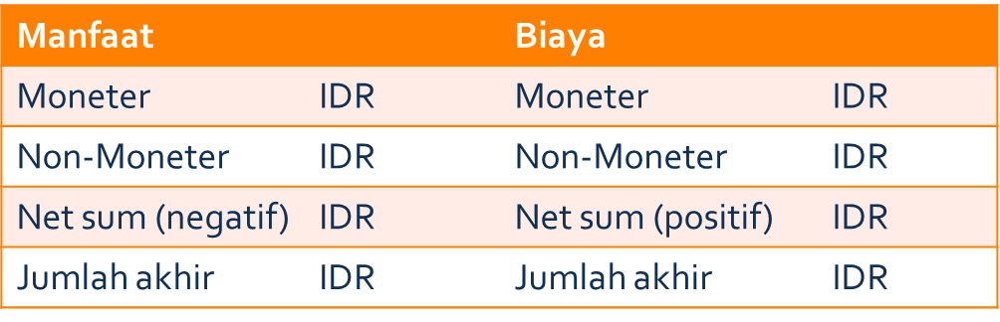 Manfaat Biaya
Moneter IDR Moneter IDR
Non-Moneter IDR Non-Moneter IDR
Net sum (negatif) IDR Net sum (positif) IDR
Jumlah akhir IDR Jumlah akhir IDR